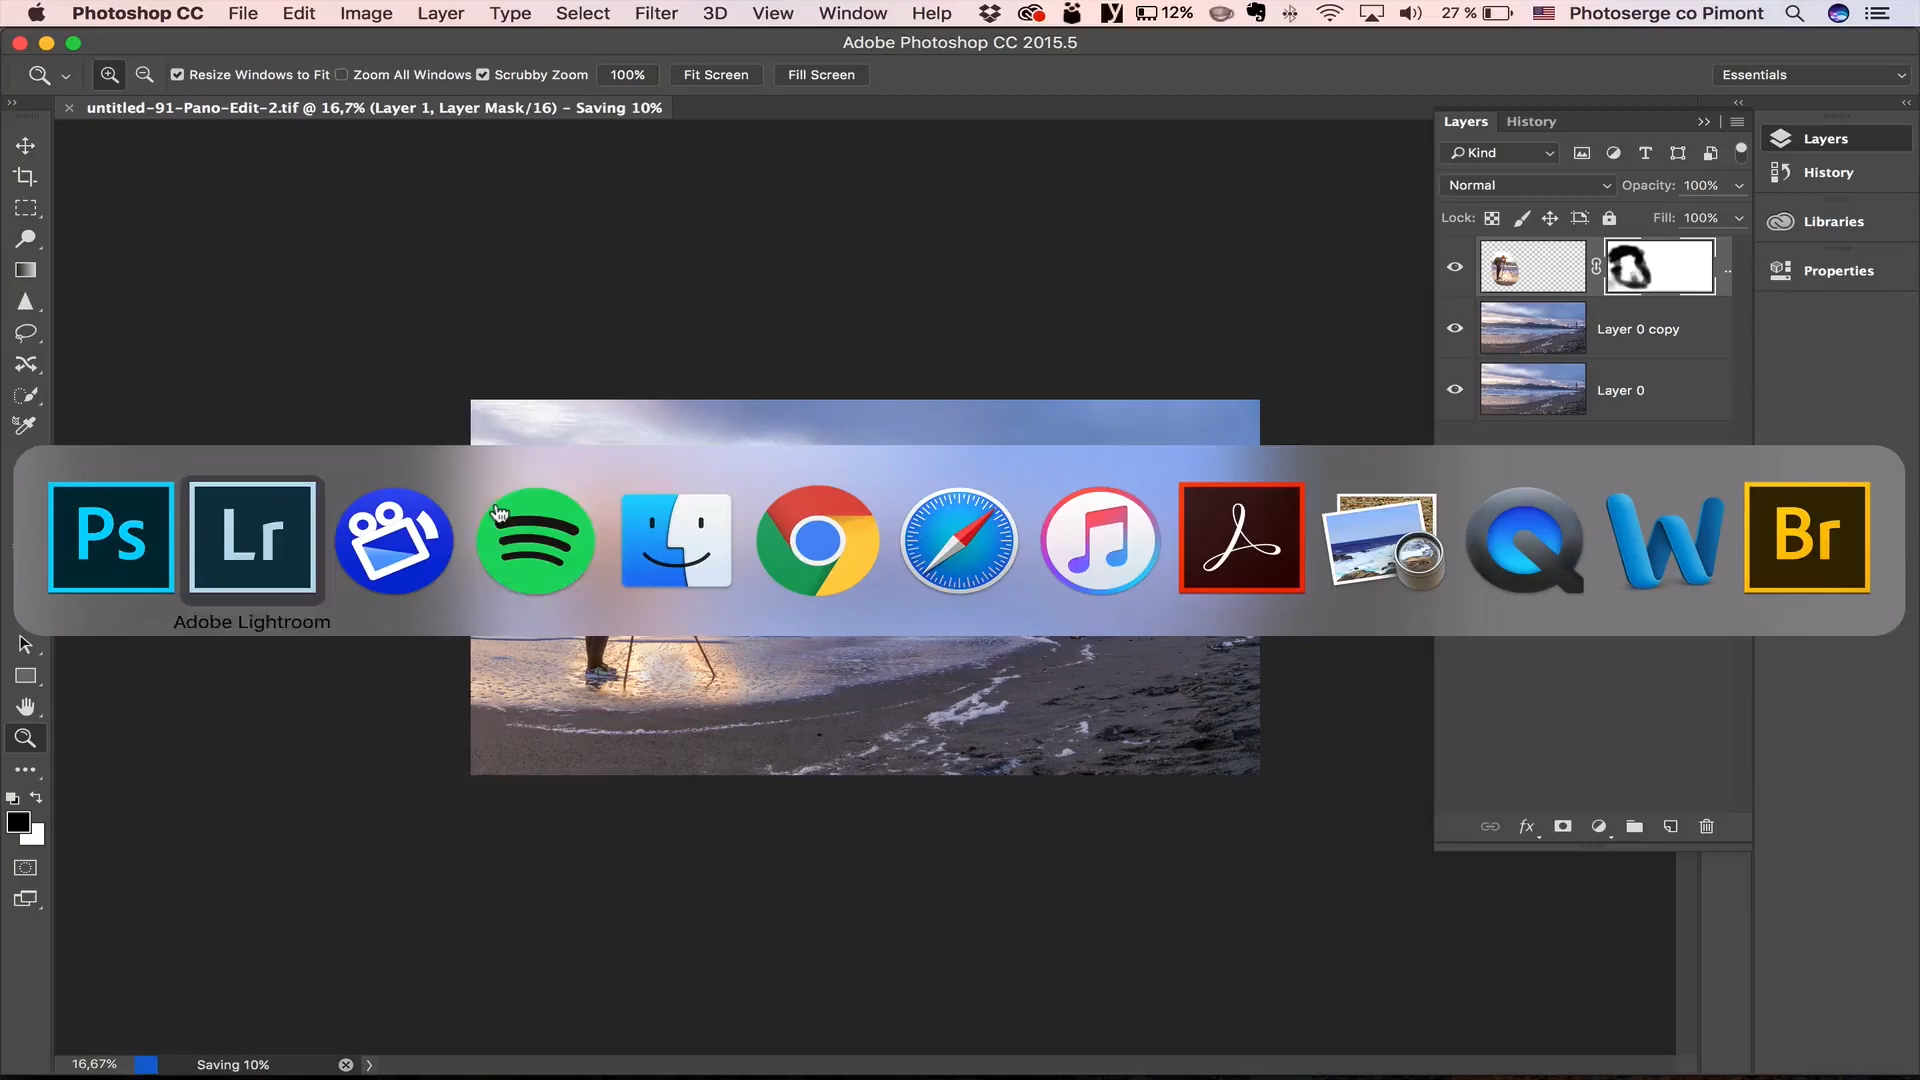 Photoshop CC File Edit Image Layer Type Select Filter 3D View Window Help 12% 27 % Photoserge co Pimont
Adobe Photoshop CC 2015.5
Resize Windows to Fit Zoom All Windows Scrubby Zoom 100% Fit Screen Fill Screen Essentials
untitled-91-Pano-Edit-2.tif @ 16,7% (Layer 1, Layer Mask/16) – Saving 10%
Layers History
Layers
Kind
History
Normal Opacity: 100%
Lock: Fill: 100%
Libraries
Properties
Layer 0 copy
Layer 0
Ps Lr W Br
Adobe Lightroom
fx
16,67% Saving 10%